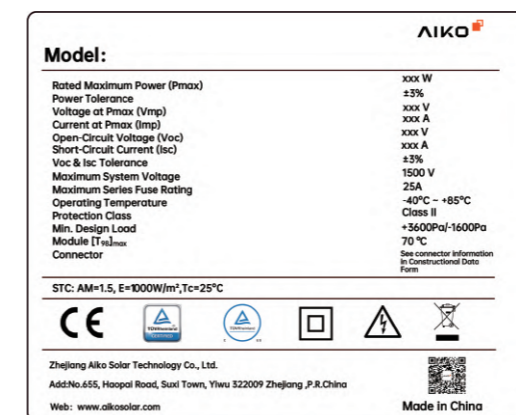 AIKO
Model:
Rated Maximum Power (Pmax) xxx W
Power Tolerance ±3%
Voltage at Pmax (Vmp) xxx V
Current at Pmax (Imp) xxx A
Open-Circuit Voltage (Voc) xxx V
Short-Circuit Current (Isc) xxx A
Voc & Isc Tolerance ±3%
Maximum System Voltage 1500 V
Maximum Series Fuse Rating 25A
Operating Temperature -40°C ~ +85°C
Protection Class Class II
Min. Design Load +3600Pa/-1600Pa
Module [T98]max 70 °C
Connector See connector information
in Constructional Data
Form
STC: AM=1.5, E=1000W/m²,Tc=25°C
CE
Zhejiang Aiko Solar Technology Co., Ltd.
Add:No.655, Haopai Road, Suxi Town, Yiwu 322009 Zhejiang ,P.R.China
Web: www.aikosolar.com Made in China